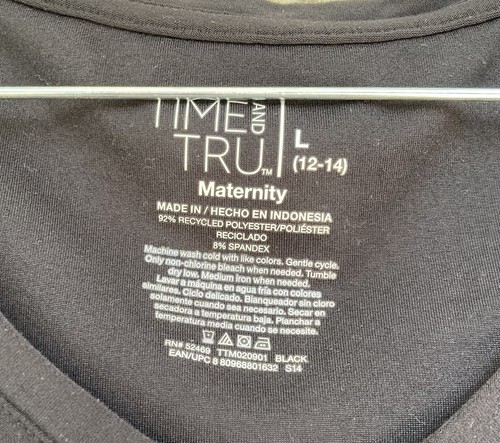 TIME AND
TRU™
L
(12-14)
Maternity
MADE IN / HECHO EN INDONESIA
92% RECYCLED POLYESTER/POLIÉSTER
RECICLADO
8% SPANDEX
Machine wash cold with like colors. Gentle cycle.
Only non-chlorine bleach when needed. Tumble
dry low. Medium iron when needed.
Lavar a máquina en agua fría con colores
similares. Ciclo delicado. Blanqueador sin cloro
solamente cuando sea necesario. Secar en
secadora a temperatura baja. Planchar a
temperatura media cuando se necesite.
RN# 52469 TTM020901 BLACK
EAN/UPC 8 80968801632 S14